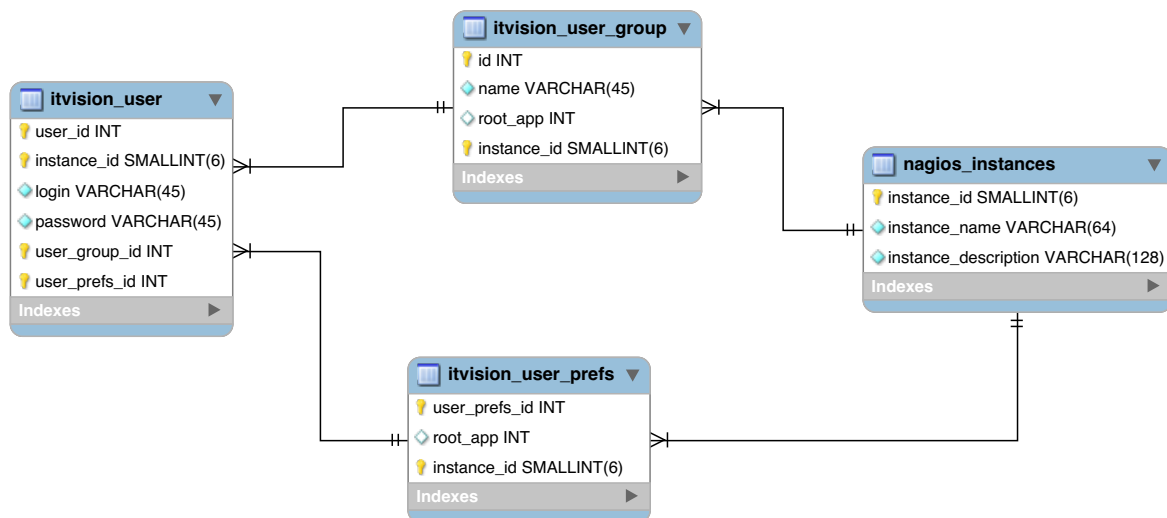 itvision_user_group
id INT
name VARCHAR(45)
root_app INT
instance_id SMALLINT(6)
Indexes
itvision_user
user_id INT
instance_id SMALLINT(6)
login VARCHAR(45)
password VARCHAR(45)
user_group_id INT
user_prefs_id INT
Indexes
nagios_instances
instance_id SMALLINT(6)
instance_name VARCHAR(64)
instance_description VARCHAR(128)
Indexes
itvision_user_prefs
user_prefs_id INT
root_app INT
instance_id SMALLINT(6)
Indexes